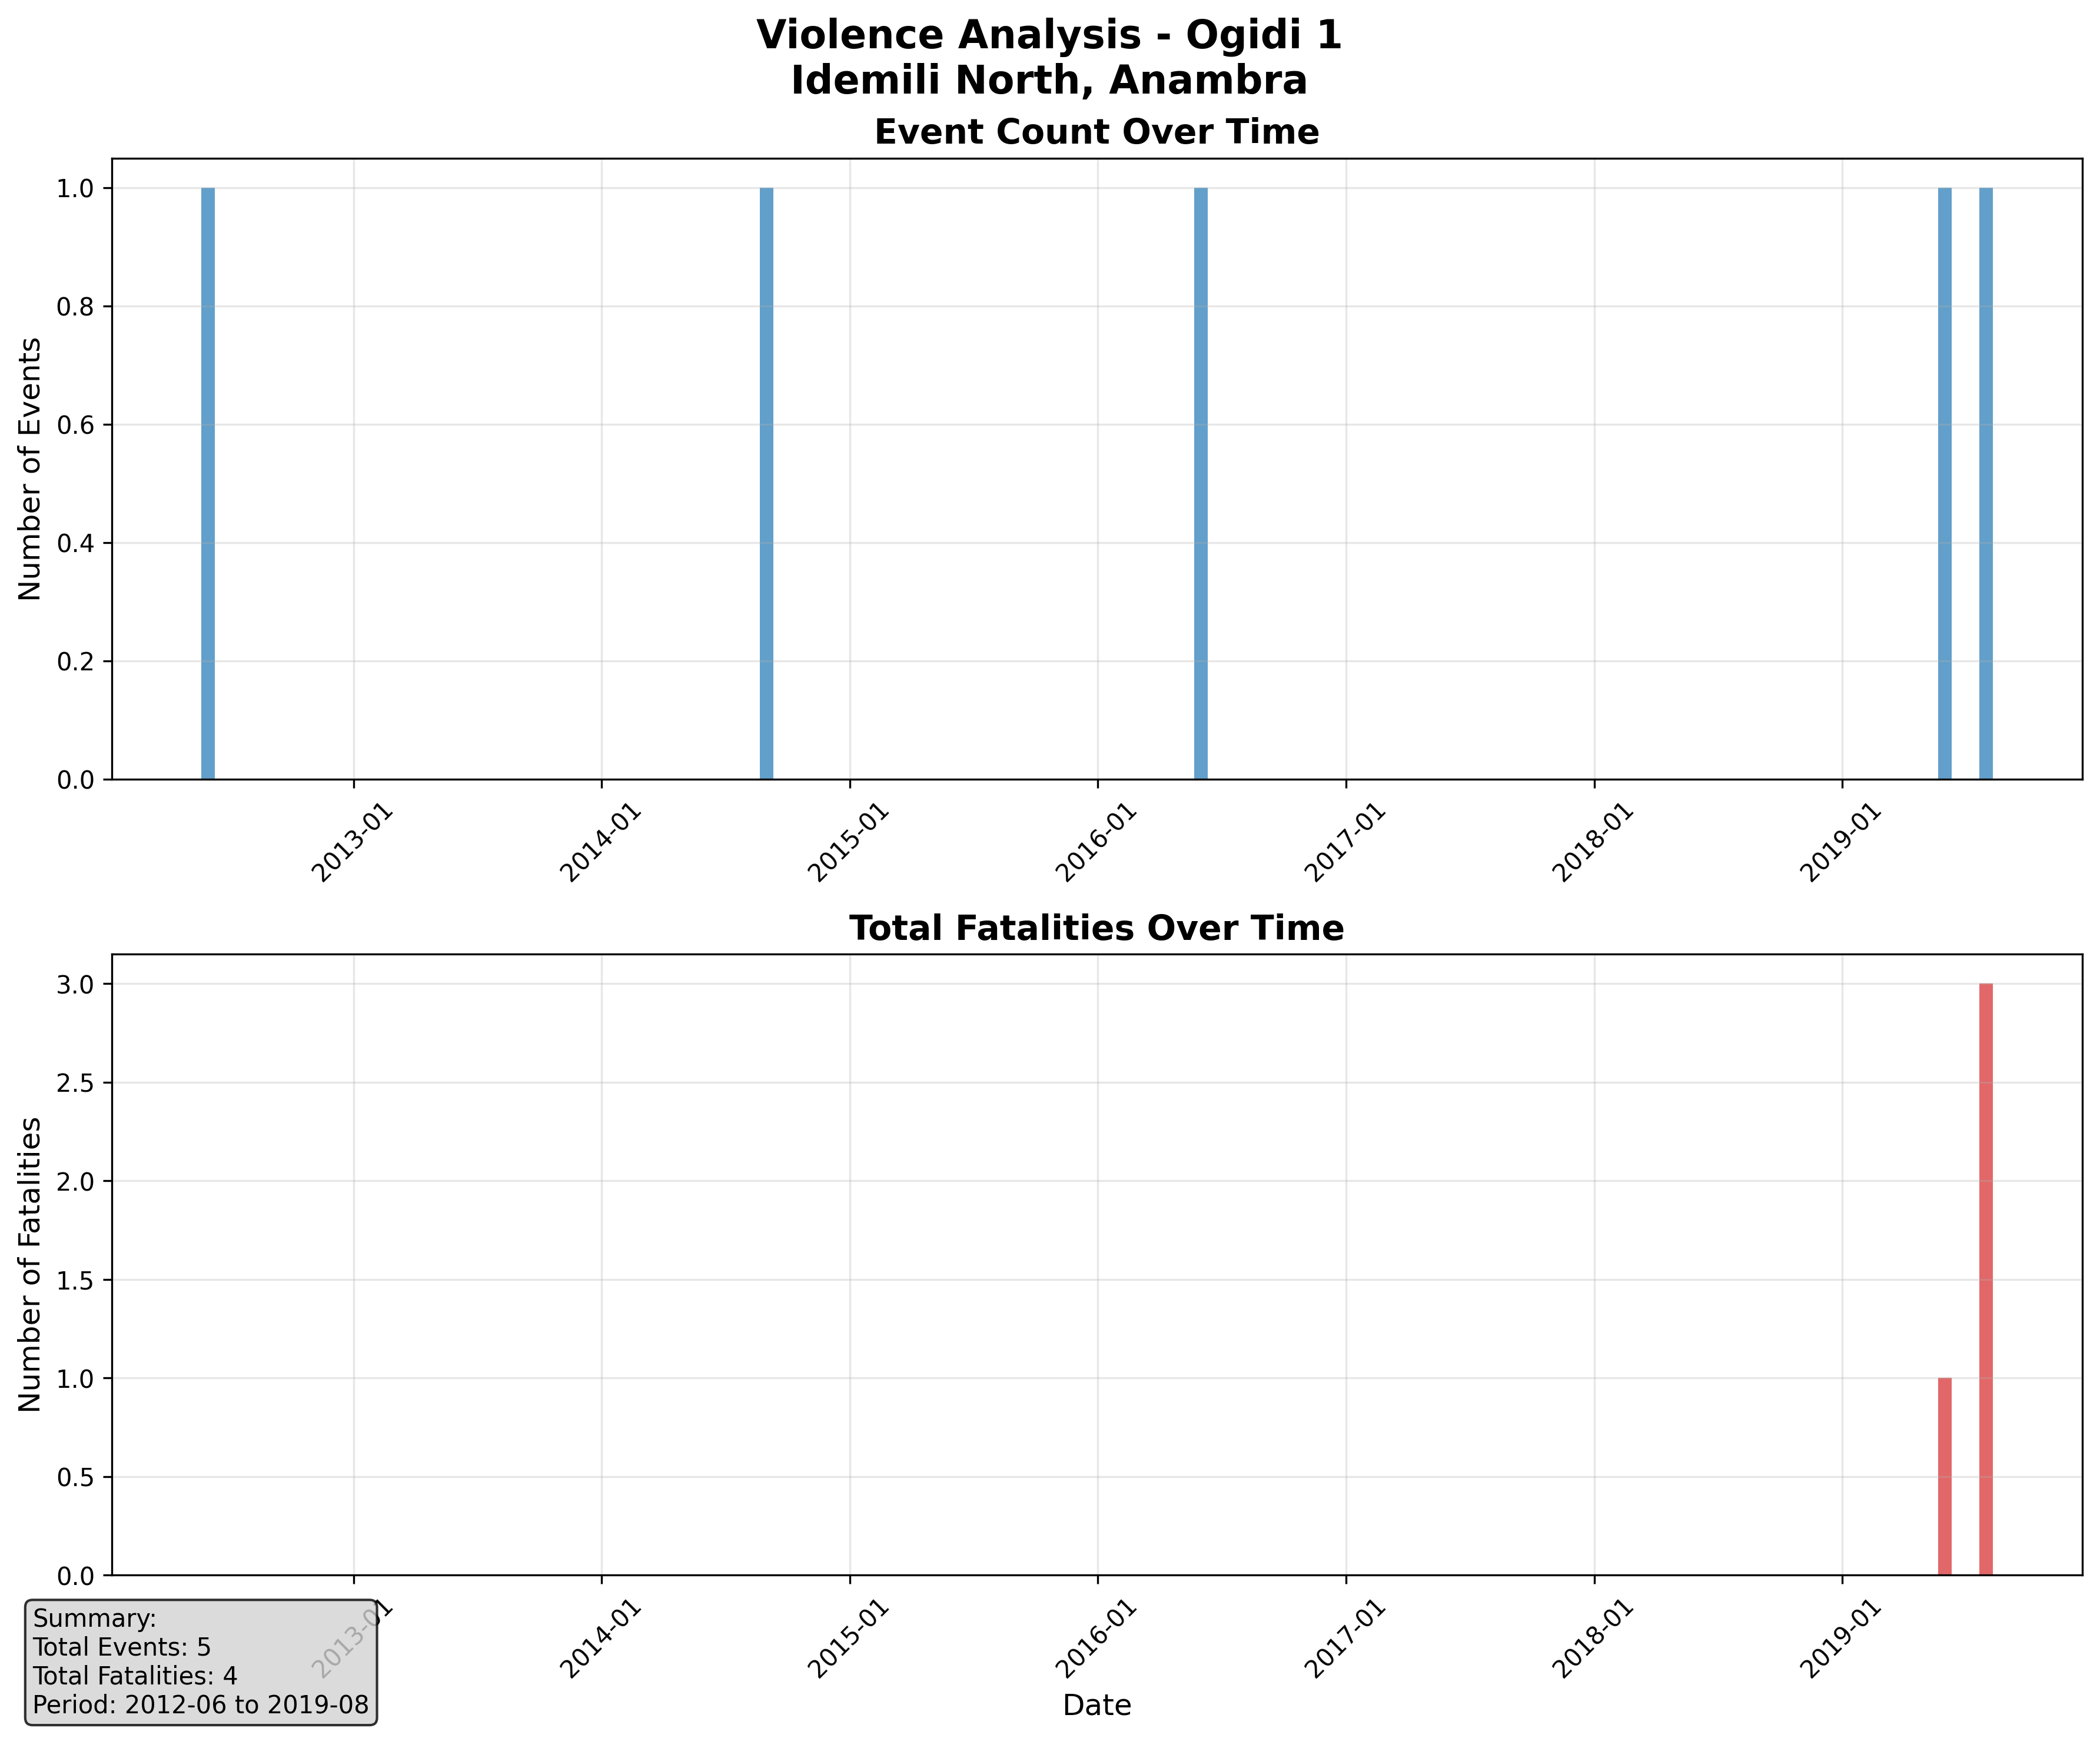 Violence Analysis - Ogidi 1
Idemili North, Anambra
Event Count Over Time
Number of Events
1.0
0.8
0.6
0.4
0.2
0.0
2013-01
2014-01
2015-01
2016-01
2017-01
2018-01
2019-01
Total Fatalities Over Time
Number of Fatalities
3.0
2.5
2.0
1.5
1.0
0.5
0.0
2013-01
2014-01
2015-01
2016-01
2017-01
2018-01
2019-01
Date
Summary:
Total Events: 5
Total Fatalities: 4
Period: 2012-06 to 2019-08